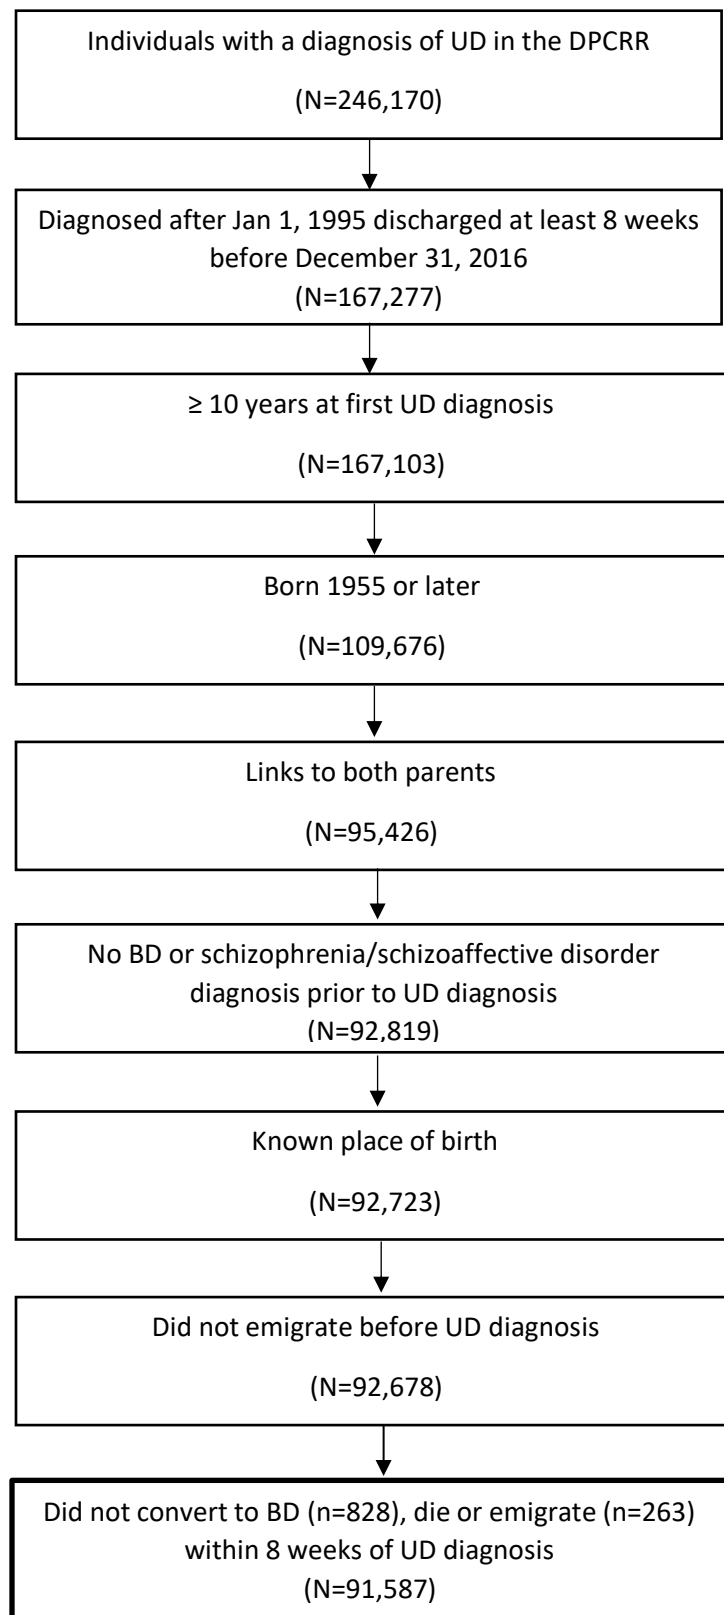 Individuals with a diagnosis of UD in the DPCRR
(N=246,170)
Diagnosed after Jan 1, 1995 discharged at least 8 weeks
before December 31, 2016
(N=167,277)
≥ 10 years at first UD diagnosis
(N=167,103)
Born 1955 or later
(N=109,676)
Links to both parents
(N=95,426)
No BD or schizophrenia/schizoaffective disorder
diagnosis prior to UD diagnosis
(N=92,819)
Known place of birth
(N=92,723)
Did not emigrate before UD diagnosis
(N=92,678)
Did not convert to BD (n=828), die or emigrate (n=263)
within 8 weeks of UD diagnosis
(N=91,587)